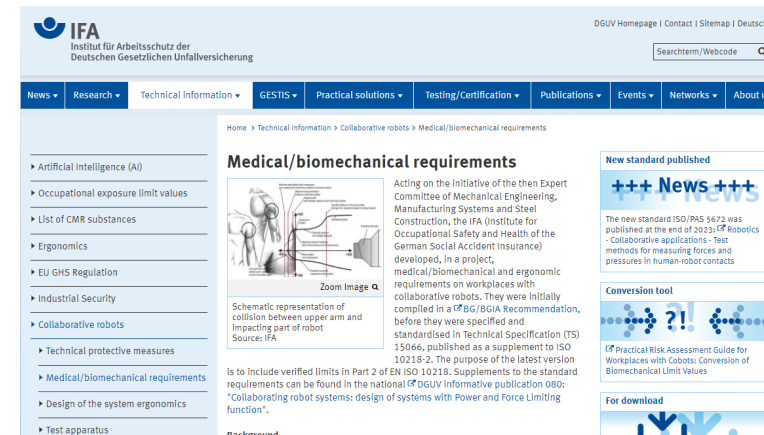 DGUV Homepage | Contact | Sitemap | Deutsch
IFA
Institut für Arbeitsschutz der
Deutschen Gesetzlichen Unfallversicherung
Searchterm/Webcode
News
Research
Technical information
GESTIS
Practical solutions
Testing/Certification
Publications
Events
Networks
About u
Home > Technical information > Collaborative robots > Medical/biomechanical requirements
Artificial Intelligence (AI)
Occupational exposure limit values
List of CMR substances
Ergonomics
EU GHS Regulation
Industrial Security
Collaborative robots
Technical protective measures
Medical/biomechanical requirements
Design of the system ergonomics
Test apparatus
Medical/biomechanical requirements
Zoom Image
Schematic representation of
collision between upper arm and
impacting part of robot
Source: IFA
Acting on the initiative of the then Expert
Committee of Mechanical Engineering,
Manufacturing Systems and Steel
Construction, the IFA (Institute for
Occupational Safety and Health of the
German Social Accident Insurance)
developed, in a project,
medical/biomechanical and ergonomic
requirements on workplaces with
collaborative robots. They were initially
compiled in a BG/BGIA Recommendation,
before they were specified and
standardised in Technical Specification (TS)
15066, published as a supplement to ISO
10218-2. The purpose of the latest version
is to include verified limits in Part 2 of EN ISO 10218. Supplements to the standard
requirements can be found in the national DGUV informative publication 080:
"Collaborating robot systems: design of systems with Power and Force Limiting
function".
Background
New standard published
+++ News +++
The new standard ISO/PAS 5672 was
published at the end of 2023: Robotics
- Collaborative applications - Test
methods for measuring forces and
pressures in human-robot contacts
Conversion tool
?!
Practical Risk Assessment Guide for
Workplaces with Cobots: Conversion of
Biomechanical Limit Values
For download